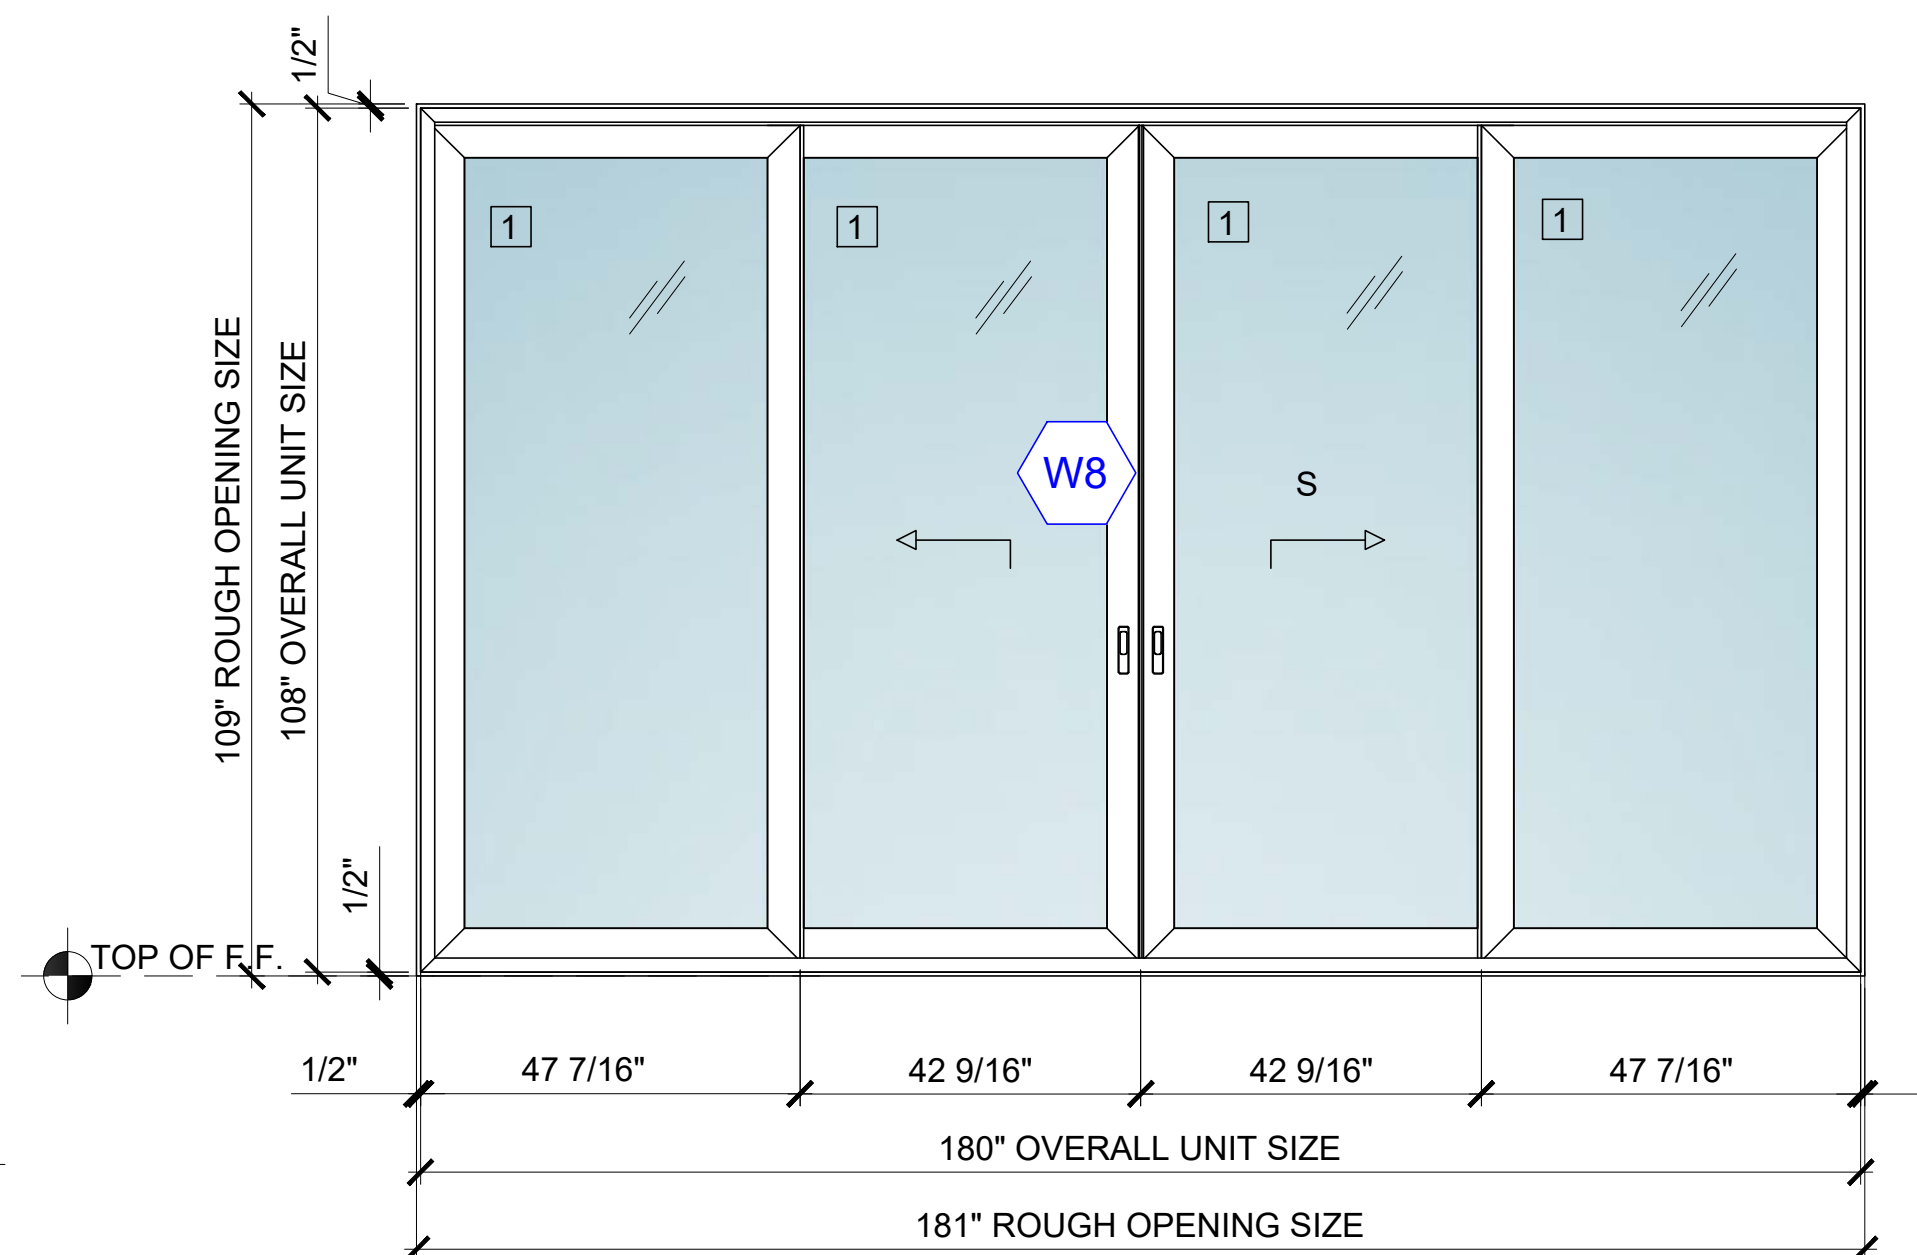 1/2"
109" ROUGH OPENING SIZE
108" OVERALL UNIT SIZE
1
1
1
1
W8
S
1/2"
TOP OF F.F.
1/2"
47 7/16"
42 9/16"
42 9/16"
47 7/16"
180" OVERALL UNIT SIZE
181" ROUGH OPENING SIZE